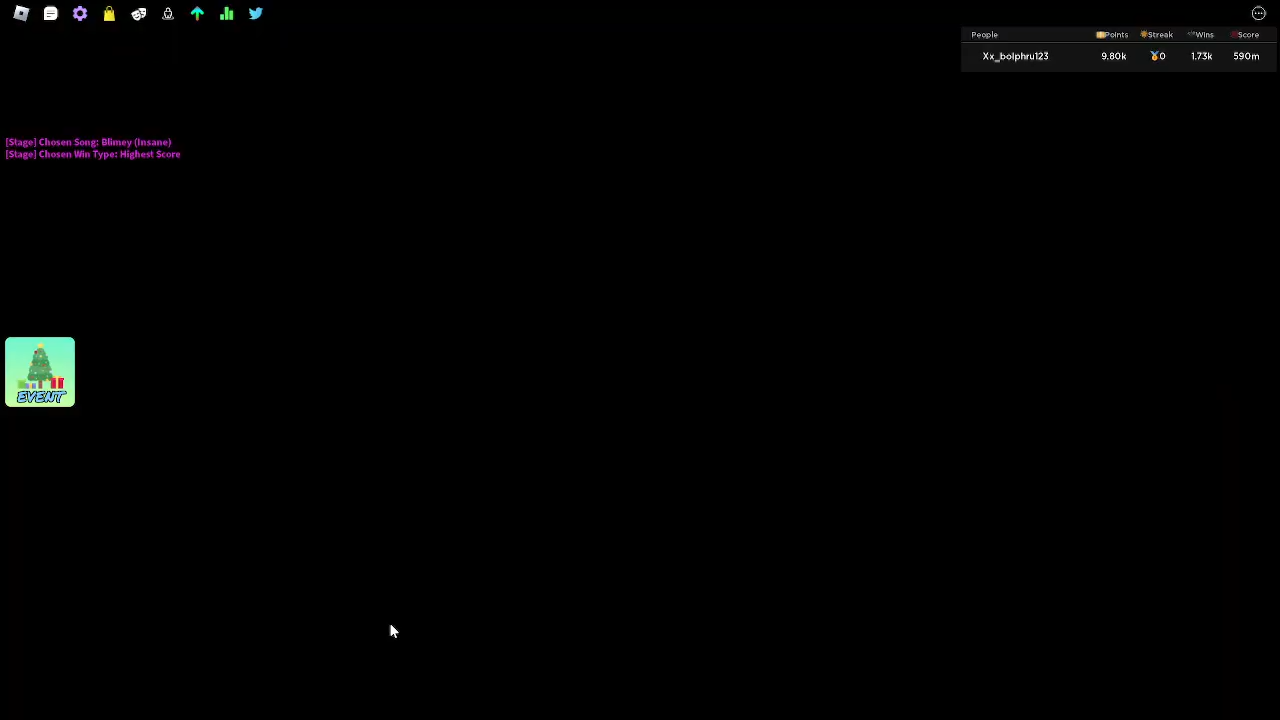 People Points Streak Wins Score
Xx_bolphru123 9.80k 0 1.73k 590m
[Stage] Chosen Song: Blimey (Insane)
[Stage] Chosen Win Type: Highest Score
EVENT